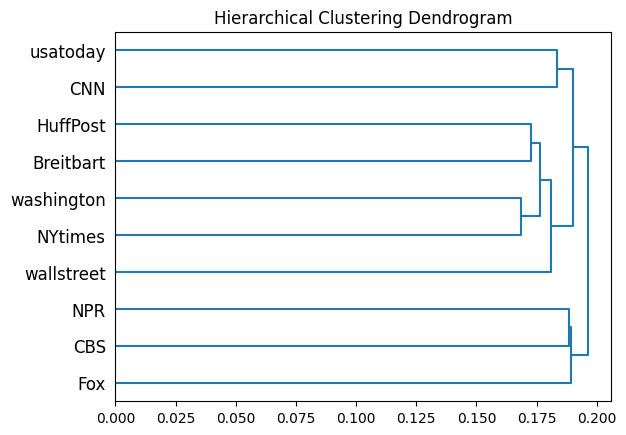 Hierarchical Clustering Dendrogram
usatoday
CNN
HuffPost
Breitbart
washington
NYtimes
wallstreet
NPR
CBS
Fox
0.000 0.025 0.050 0.075 0.100 0.125 0.150 0.175 0.200